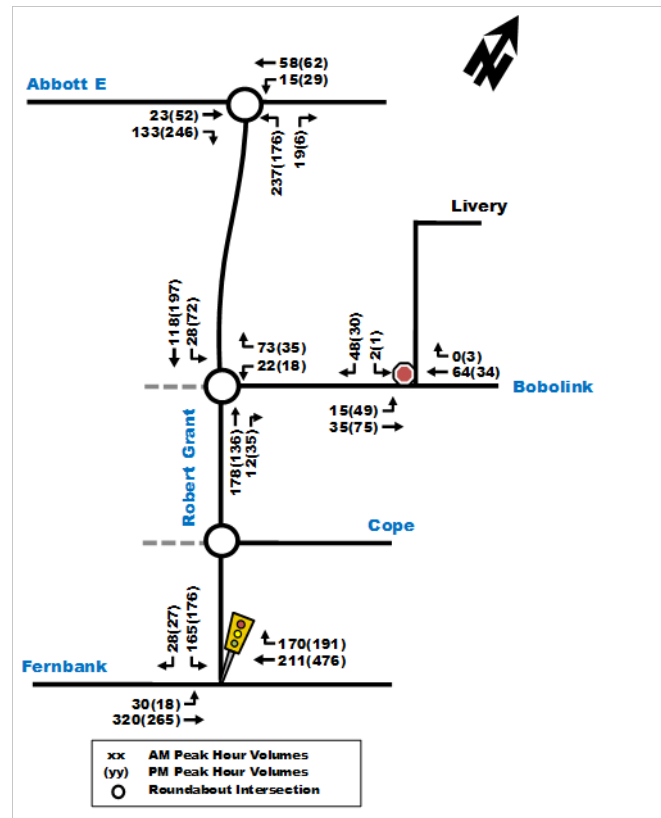 58(62)
15(29)
Abbott E
23(52)
133(246)
237(176)
19(6)
Livery
118(197)
28(72)
73(35)
22(18)
48(30)
2(1)
0(3)
64(34)
Bobolink
15(49)
35(75)
Robert Grant
178(136)
12(35)
Cope
28(27)
165(176)
170(191)
211(476)
Fernbank
30(18)
320(265)
xx AM Peak Hour Volumes
(yy) PM Peak Hour Volumes
Roundabout Intersection